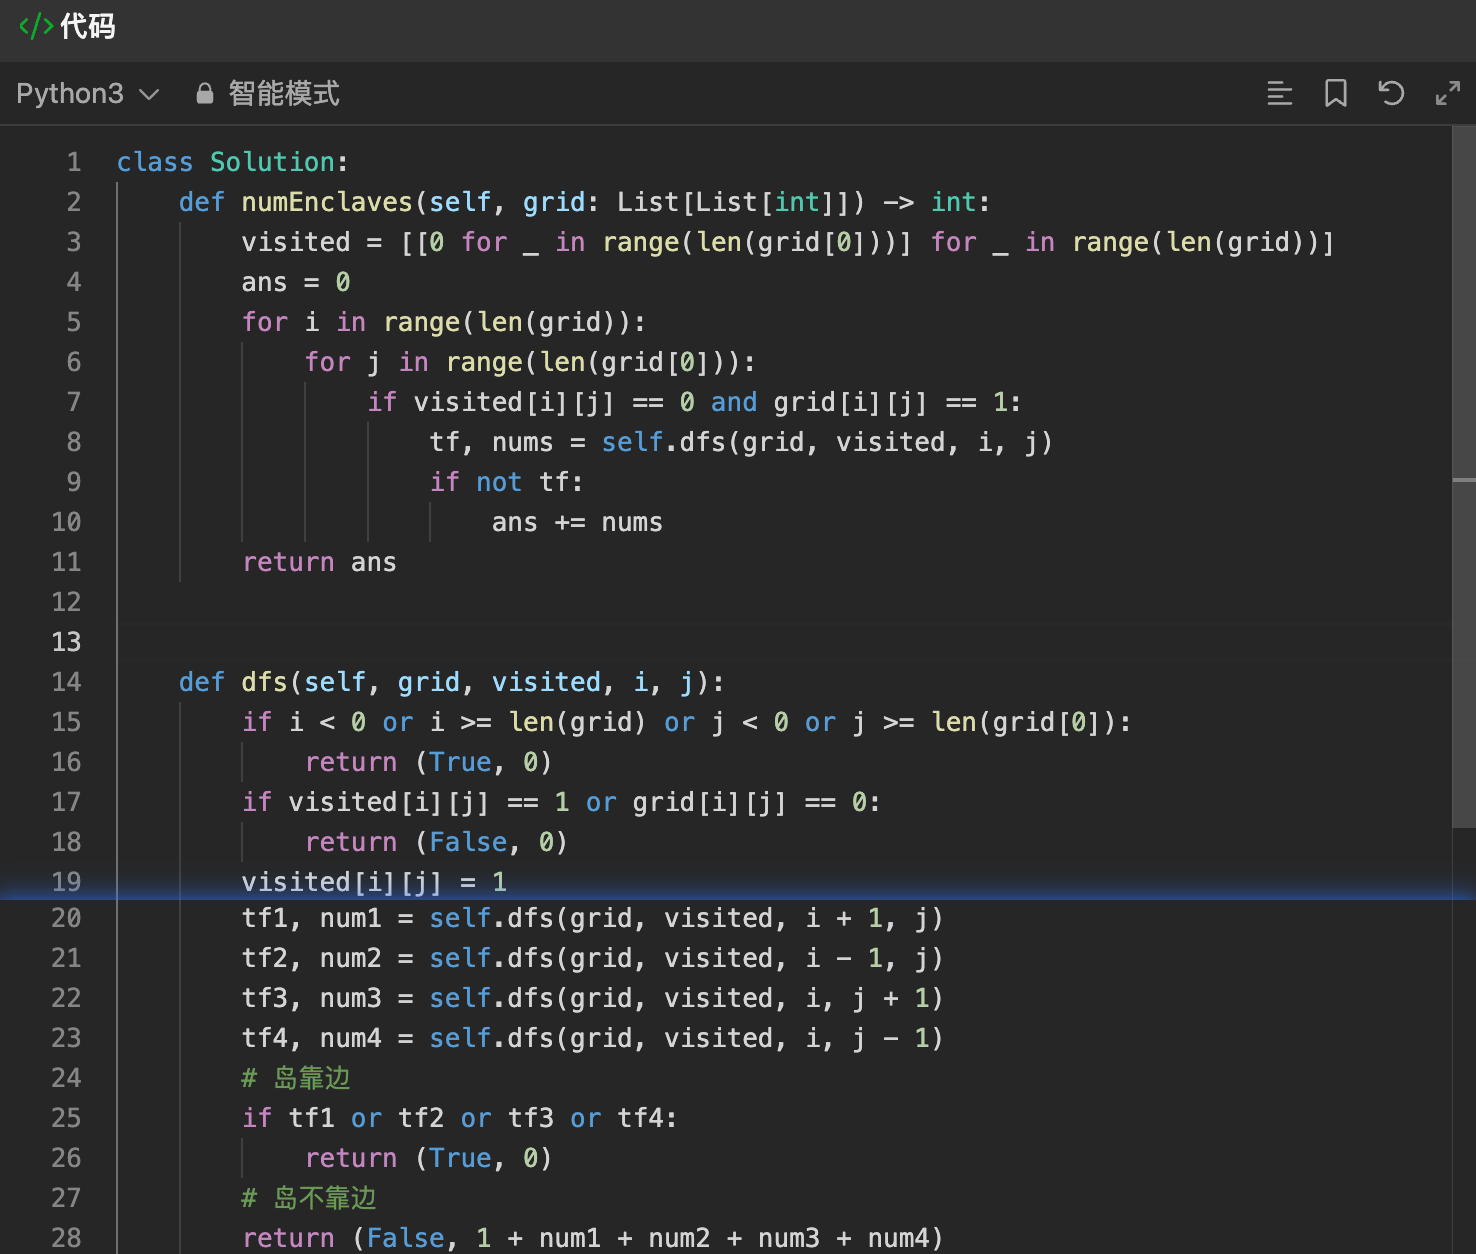 </> 代码
Python3 智能模式
1 class Solution:
2     def numEnclaves(self, grid: List[List[int]]) -> int:
3         visited = [[0 for _ in range(len(grid[0]))] for _ in range(len(grid))]
4         ans = 0
5         for i in range(len(grid)):
6             for j in range(len(grid[0])):
7                 if visited[i][j] == 0 and grid[i][j] == 1:
8                     tf, nums = self.dfs(grid, visited, i, j)
9                     if not tf:
10                         ans += nums
11         return ans
12
13
14     def dfs(self, grid, visited, i, j):
15         if i < 0 or i >= len(grid) or j < 0 or j >= len(grid[0]):
16             return (True, 0)
17         if visited[i][j] == 1 or grid[i][j] == 0:
18             return (False, 0)
19         visited[i][j] = 1
20         tf1, num1 = self.dfs(grid, visited, i + 1, j)
21         tf2, num2 = self.dfs(grid, visited, i - 1, j)
22         tf3, num3 = self.dfs(grid, visited, i, j + 1)
23         tf4, num4 = self.dfs(grid, visited, i, j - 1)
24         # 岛靠边
25         if tf1 or tf2 or tf3 or tf4:
26             return (True, 0)
27         # 岛不靠边
28         return (False, 1 + num1 + num2 + num3 + num4)